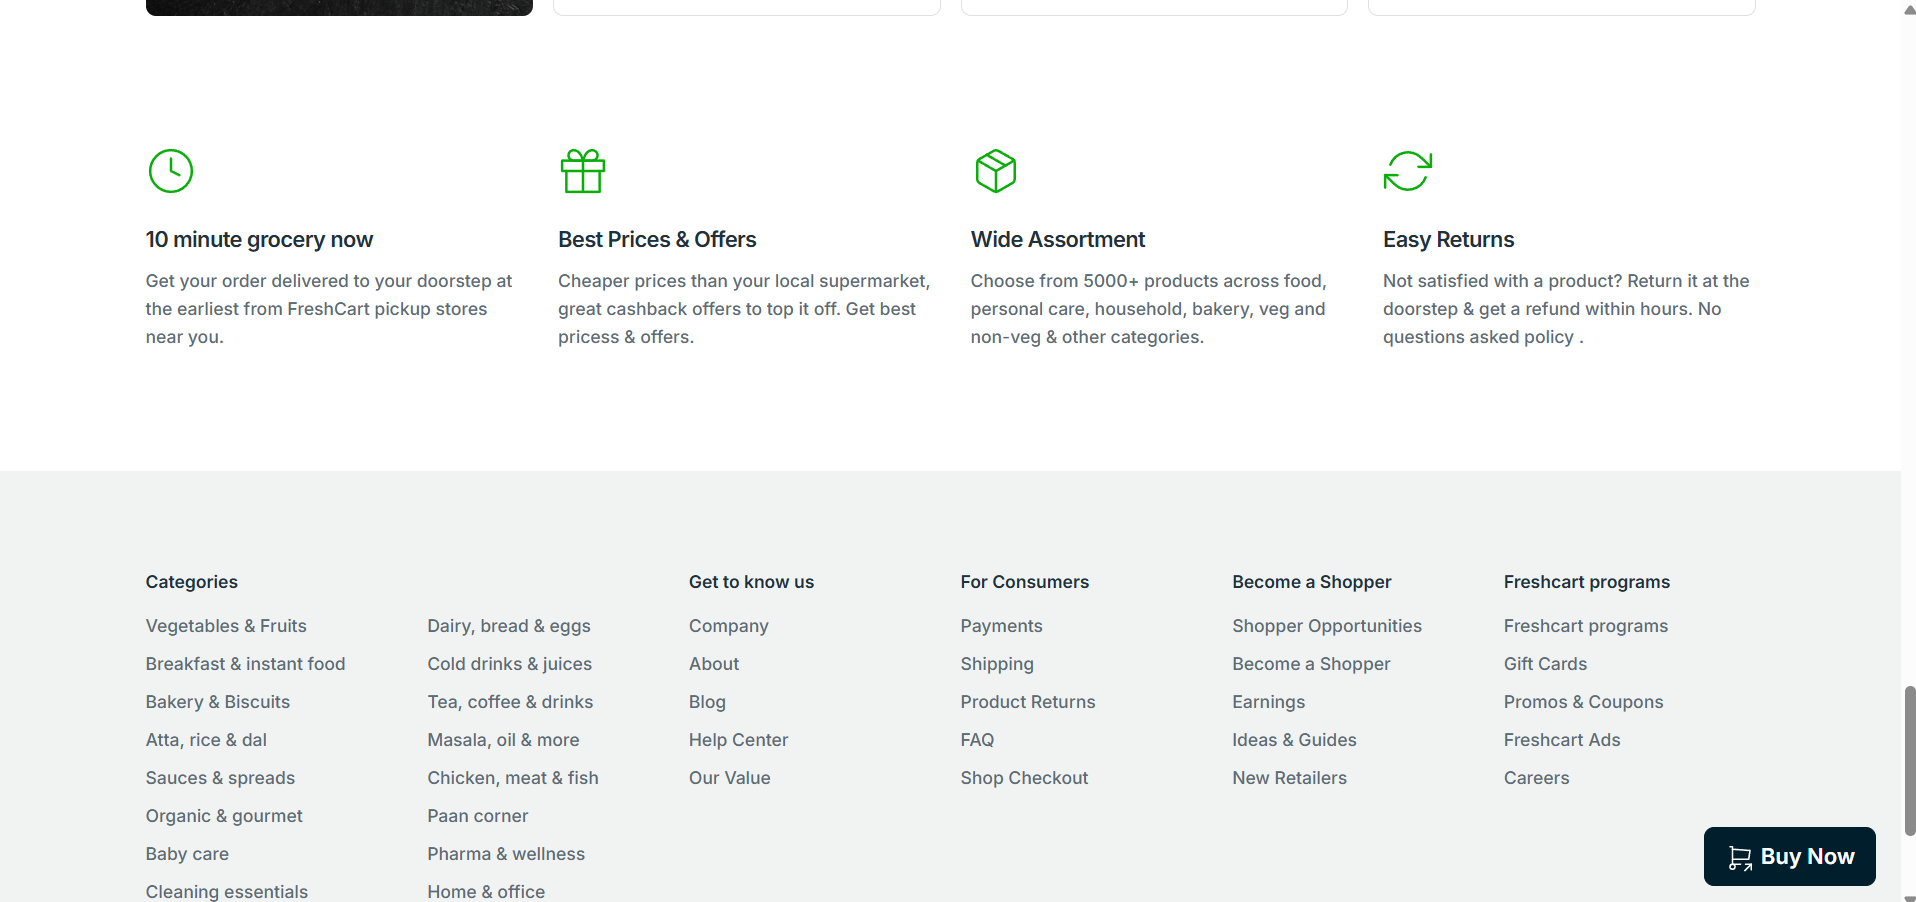 10 minute grocery now
Get your order delivered to your doorstep at
the earliest from FreshCart pickup stores
near you.
Best Prices & Offers
Cheaper prices than your local supermarket,
great cashback offers to top it off. Get best
pricess & offers.
Wide Assortment
Choose from 5000+ products across food,
personal care, household, bakery, veg and
non-veg & other categories.
Easy Returns
Not satisfied with a product? Return it at the
doorstep & get a refund within hours. No
questions asked policy .
Categories
Vegetables & Fruits
Breakfast & instant food
Bakery & Biscuits
Atta, rice & dal
Sauces & spreads
Organic & gourmet
Baby care
Cleaning essentials
Dairy, bread & eggs
Cold drinks & juices
Tea, coffee & drinks
Masala, oil & more
Chicken, meat & fish
Paan corner
Pharma & wellness
Home & office
Get to know us
Company
About
Blog
Help Center
Our Value
For Consumers
Payments
Shipping
Product Returns
FAQ
Shop Checkout
Become a Shopper
Shopper Opportunities
Become a Shopper
Earnings
Ideas & Guides
New Retailers
Freshcart programs
Freshcart programs
Gift Cards
Promos & Coupons
Freshcart Ads
Careers
Buy Now